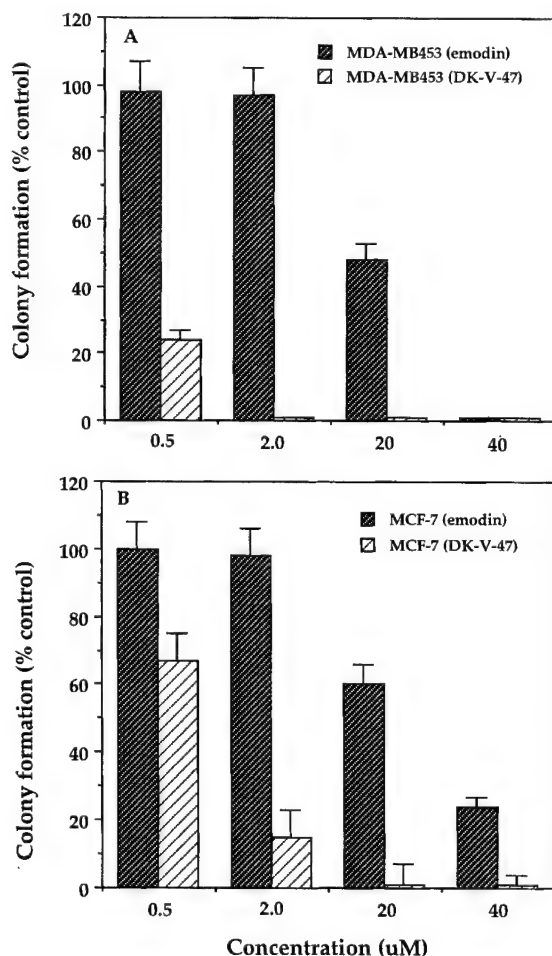 A
MDA-MB453 (emodin)
MDA-MB453 (DK-V-47)
Colony formation (% control)
120
100
80
60
40
20
0
0.5 2.0 20 40
B
MCF-7 (emodin)
MCF-7 (DK-V-47)
Colony formation (% control)
120
100
80
60
40
20
0
0.5 2.0 20 40
Concentration (uM)